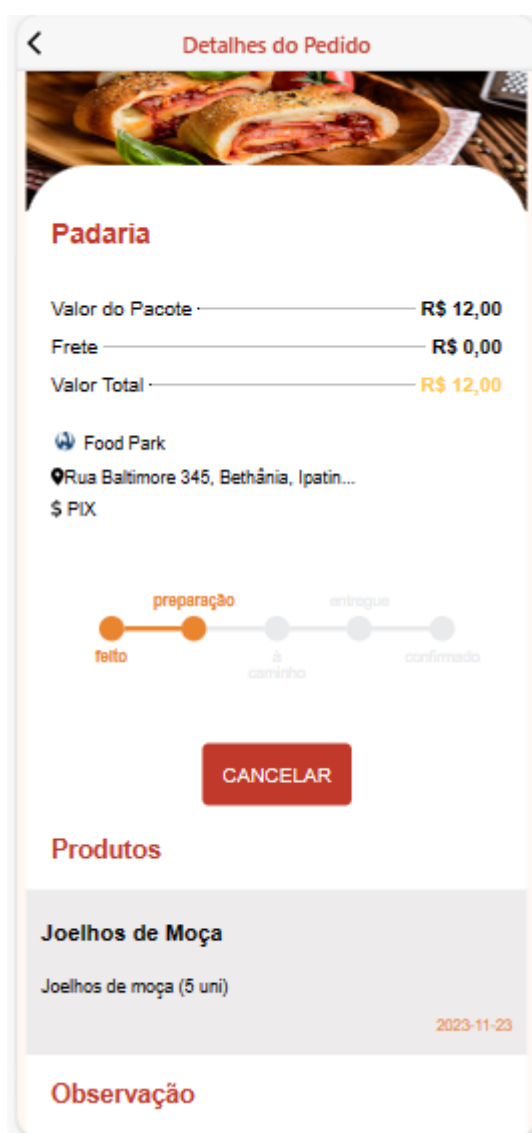 Detalhes do Pedido
Padaria
Valor do Pacote R$ 12,00
Frete R$ 0,00
Valor Total R$ 12,00
Food Park
Rua Baltimore 345, Bethânia, Ipatin...
$ PIX
preparação entregue
feito à caminho confirmado
CANCELAR
Produtos
Joelhos de Moça
Joelhos de moça (5 uni)
2023-11-23
Observação